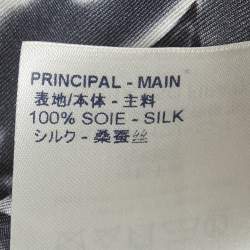 PRINCIPAL - MAIN
表地/本体 - 主料
100% SOIE - SILK
シルク - 桑蚕丝